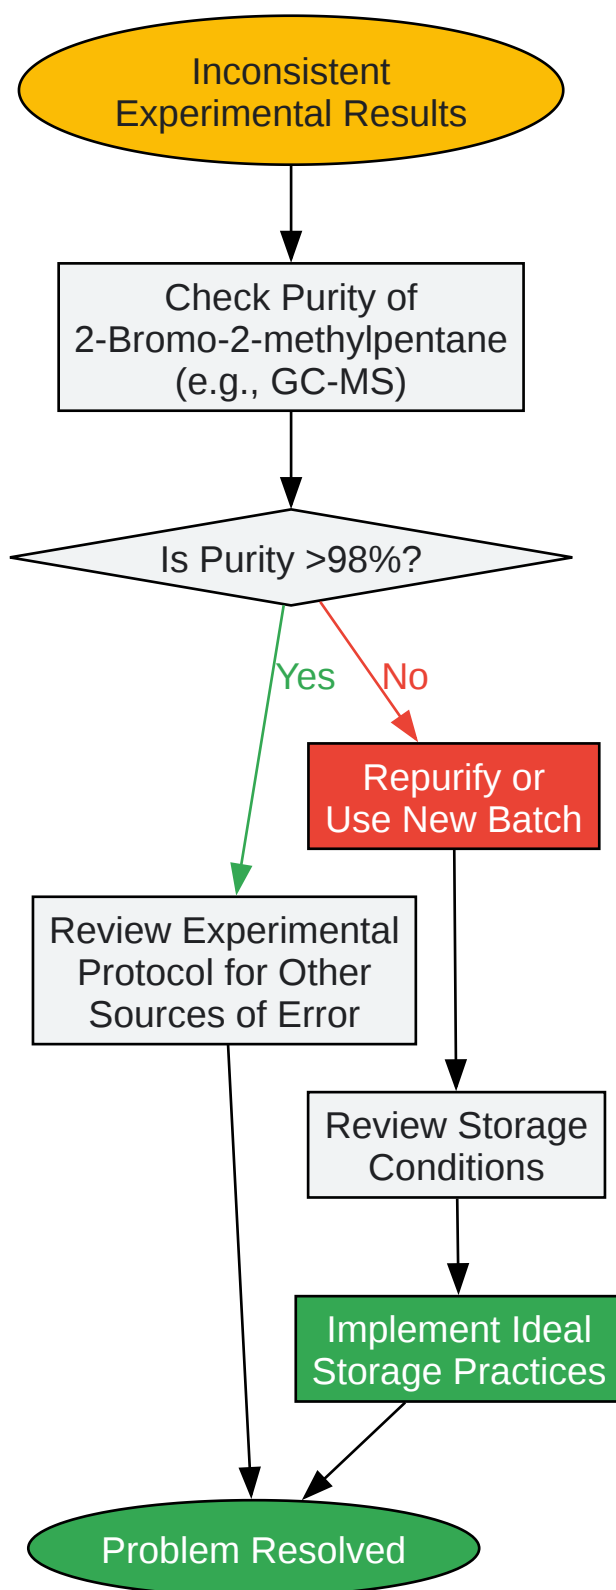 Inconsistent
Experimental Results
Check Purity of
2-Bromo-2-methylpentane
(e.g., GC-MS)
Is Purity >98%?
Yes
No
Repurify or
Use New Batch
Review Experimental
Protocol for Other
Sources of Error
Review Storage
Conditions
Implement Ideal
Storage Practices
Problem Resolved